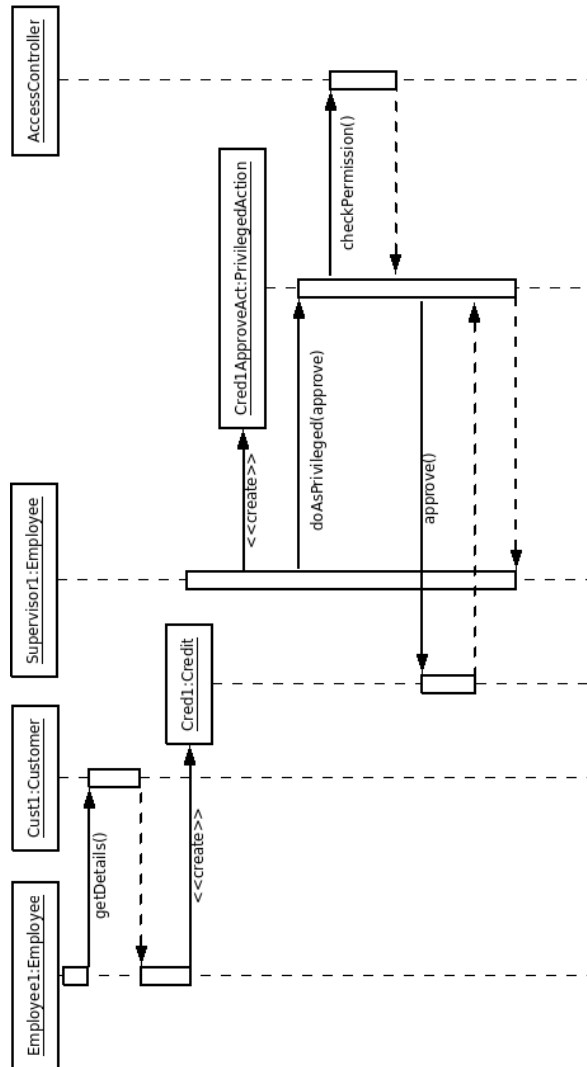 Employee1:Employee
Cust1:Customer
Supervisor1:Employee
AccessController
getDetails()
<<create>>
Cred1:Credit
<<create>>
Cred1ApproveAct:PrivilegedAction
doAsPrivileged(approve)
checkPermission()
approve()